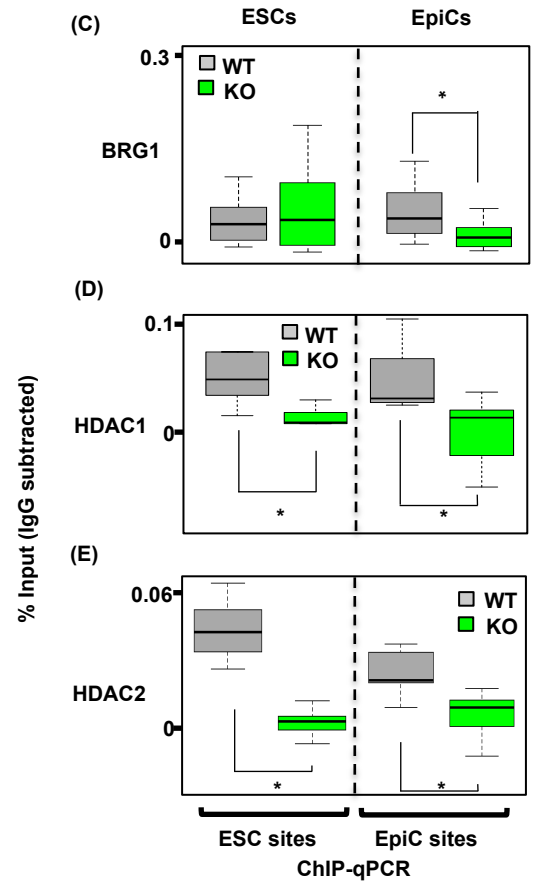 (C)
ESCs
EpiCs
0.3
WT
KO
*
BRG1
0
(D)
0.1
WT
KO
HDAC1
0
*
*
% Input (IgG subtracted)
(E)
0.06
WT
KO
HDAC2
0
*
*
ESC sites
EpiC sites
ChIP-qPCR